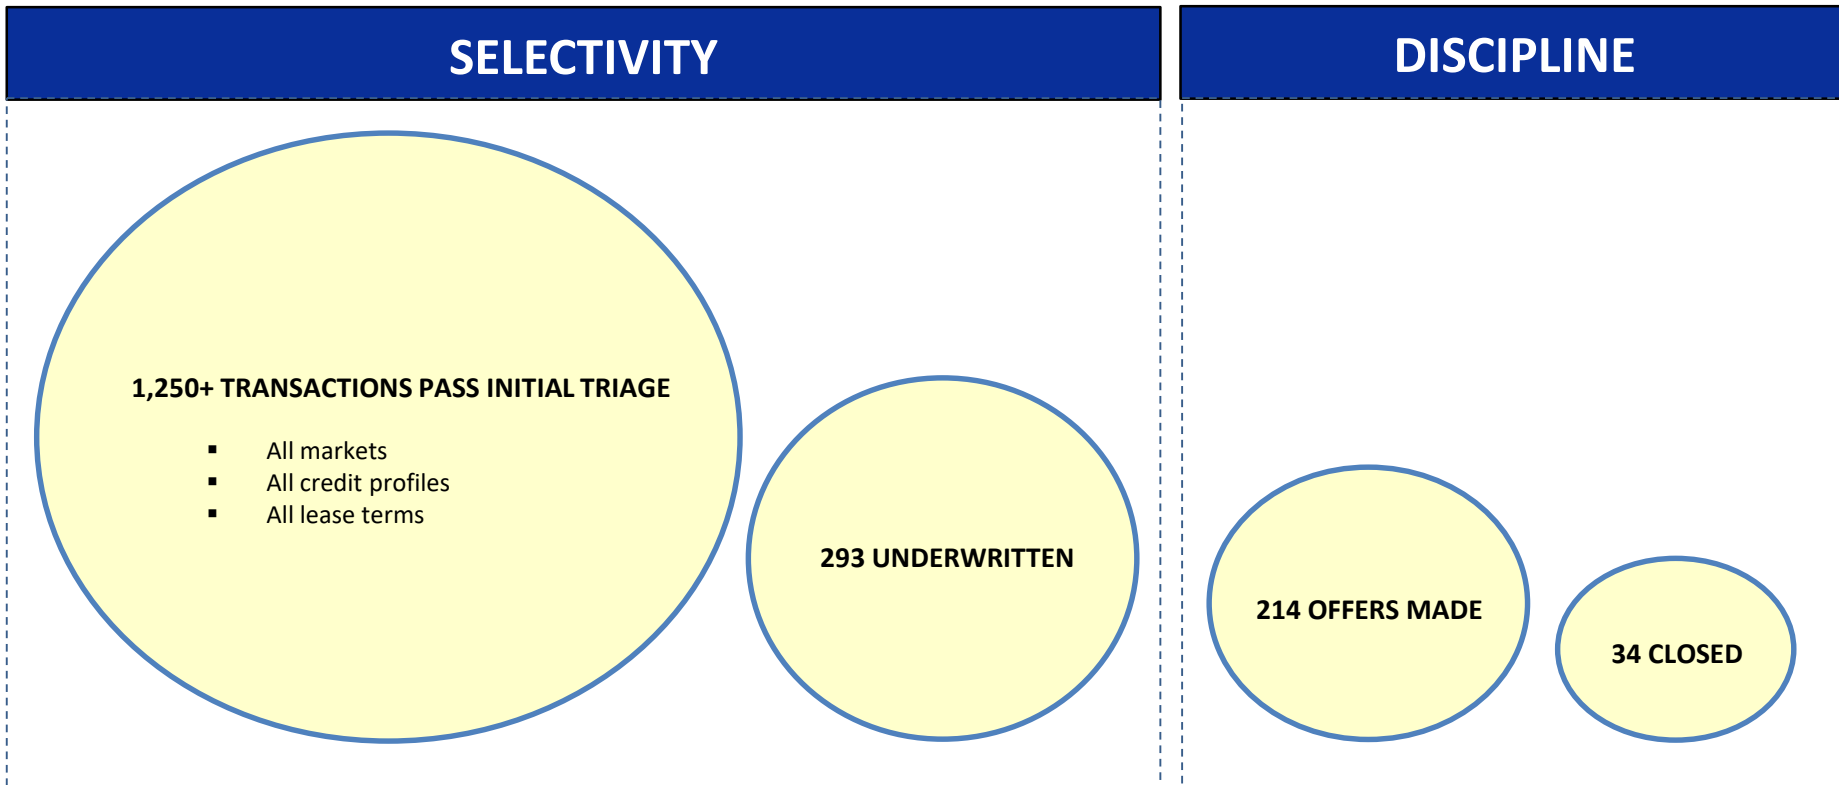 SELECTIVITY
DISCIPLINE
1,250+ TRANSACTIONS PASS INITIAL TRIAGE
▪ All markets
▪ All credit profiles
▪ All lease terms
293 UNDERWRITTEN
214 OFFERS MADE
34 CLOSED